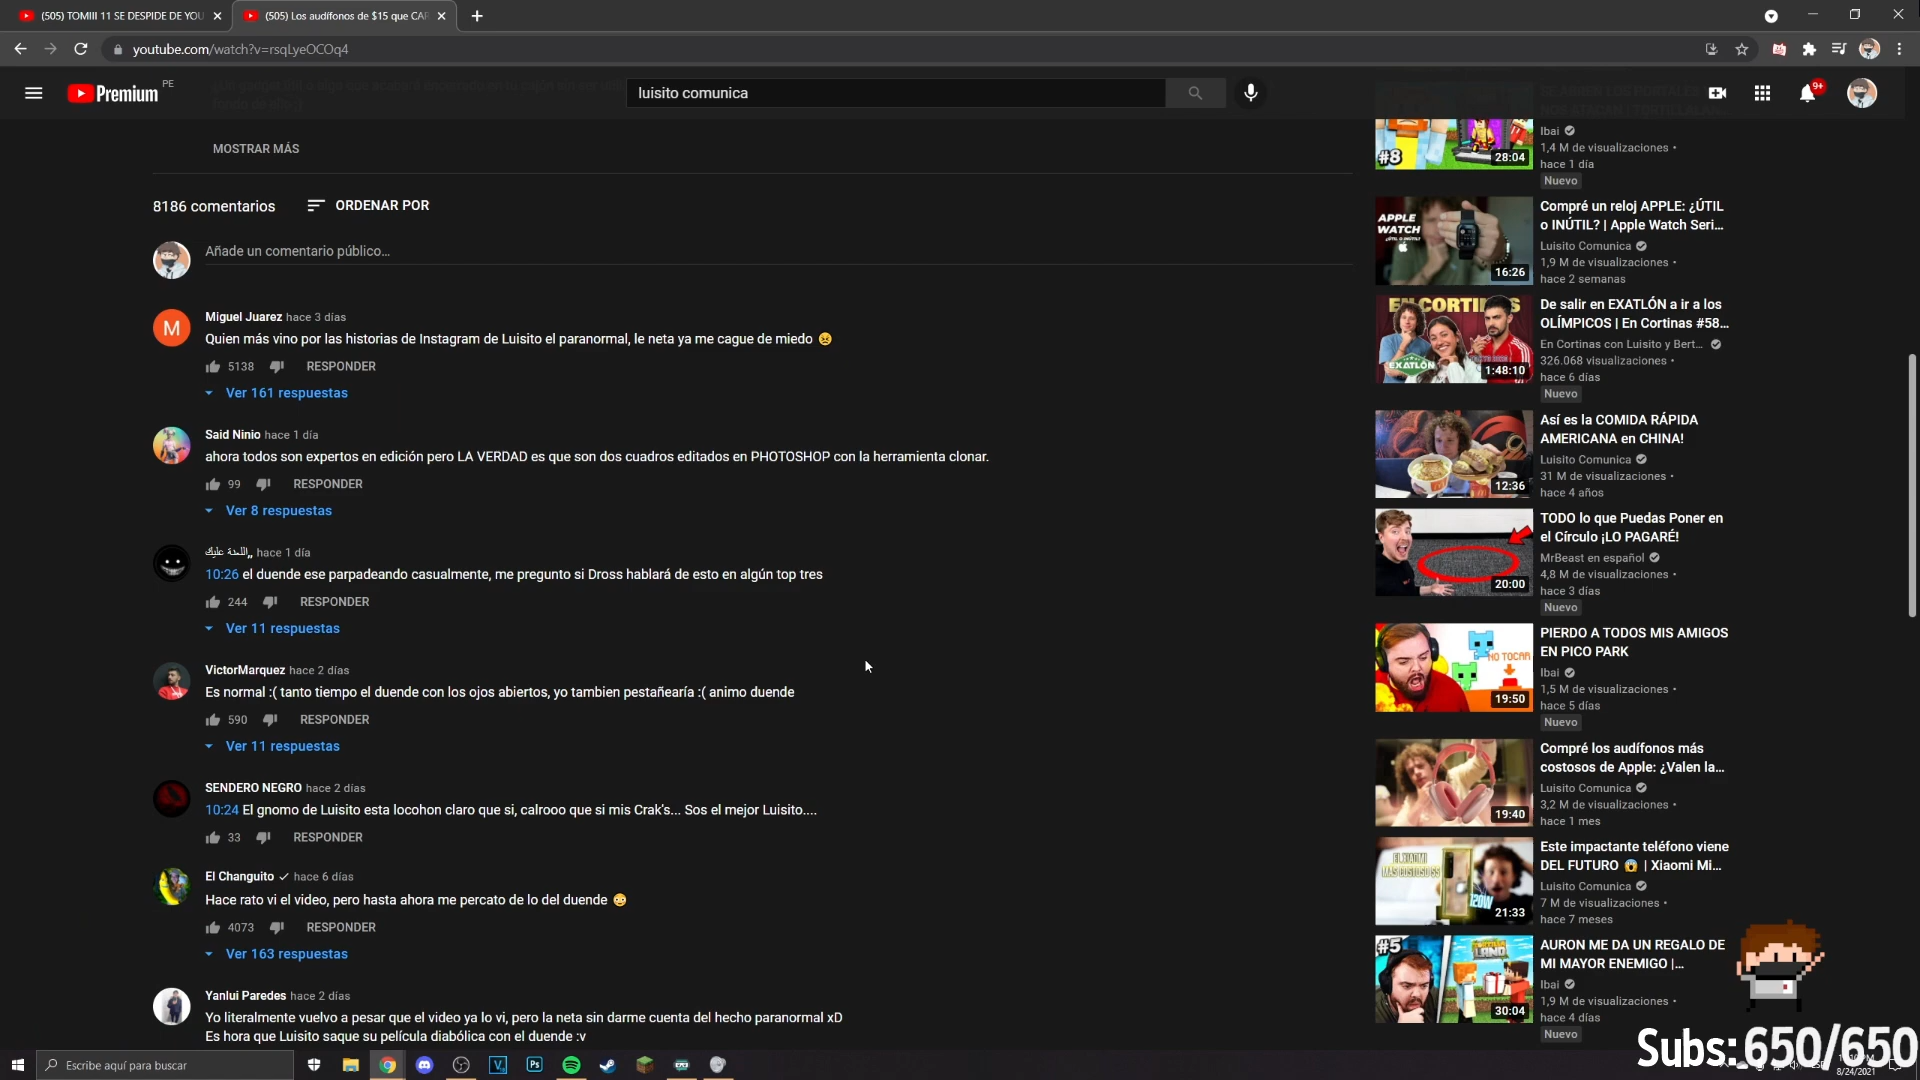 (505) TOMIII 11 SE DESPIDE DE YOU
(505) Los audífonos de $15 que CAR
youtube.com/watch?v=rsqLyeOCOq4
Premium PE
luisito comunica
9+
MOSTRAR MÁS
8186 comentarios
ORDENAR POR
Añade un comentario público...
M
Miguel Juarez hace 3 días
Quien más vino por las historias de Instagram de Luisito el paranormal, le neta ya me cague de miedo 😣
5138 RESPONDER
Ver 161 respuestas
Said Ninio hace 1 día
ahora todos son expertos en edición pero LA VERDAD es que son dos cuadros editados en PHOTOSHOP con la herramienta clonar.
99 RESPONDER
Ver 8 respuestas
hace 1 día
10:26 el duende ese parpadeando casualmente, me pregunto si Dross hablará de esto en algún top tres
244 RESPONDER
Ver 11 respuestas
VictorMarquez hace 2 días
Es normal :( tanto tiempo el duende con los ojos abiertos, yo tambien pestañearía :( animo duende
590 RESPONDER
Ver 11 respuestas
SENDERO NEGRO hace 2 días
10:24 El gnomo de Luisito esta locohon claro que si, calrooo que si mis Crak's... Sos el mejor Luisito....
33 RESPONDER
El Changuito hace 6 días
Hace rato vi el video, pero hasta ahora me percato de lo del duende 😳
4073 RESPONDER
Ver 163 respuestas
Yanlui Paredes hace 2 días
Yo literalmente vuelvo a pesar que el video ya lo vi, pero la neta sin darme cuenta del hecho paranormal xD
Es hora que Luisito saque su película diabólica con el duende :v
#8
28:04
Ibai
1,4 M de visualizaciones •
hace 1 día
Nuevo
APPLE
WATCH
¿ÚTIL o INÚTIL?
16:26
Compré un reloj APPLE: ¿ÚTIL
o INÚTIL? | Apple Watch Seri...
Luisito Comunica
1,9 M de visualizaciones •
hace 2 semanas
EN CORTINAS
EXATLÓN
1:48:10
De salir en EXATLÓN a ir a los
OLÍMPICOS | En Cortinas #58...
En Cortinas con Luisito y Bert...
326.068 visualizaciones •
hace 6 días
Nuevo
12:36
Así es la COMIDA RÁPIDA
AMERICANA en CHINA!
Luisito Comunica
31 M de visualizaciones •
hace 4 años
20:00
TODO lo que Puedas Poner en
el Círculo ¡LO PAGARÉ!
MrBeast en español
4,8 M de visualizaciones •
hace 3 días
Nuevo
NO TOCAR
19:50
PIERDO A TODOS MIS AMIGOS
EN PICO PARK
Ibai
1,5 M de visualizaciones •
hace 5 días
Nuevo
19:40
Compré los audífonos más
costosos de Apple: ¿Valen la...
Luisito Comunica
3,2 M de visualizaciones •
hace 1 mes
EL XIAOMI
MAS COSTOSO
120W
21:33
Este impactante teléfono viene
DEL FUTURO 😱 | Xiaomi Mi...
Luisito Comunica
7 M de visualizaciones •
hace 7 meses
#5
LAND
30:04
AURON ME DA UN REGALO DE
MI MAYOR ENEMIGO |...
Ibai
1,9 M de visualizaciones •
hace 4 días
Nuevo
Subs: 650/650
Escribe aquí para buscar
Ps
8/24/2021